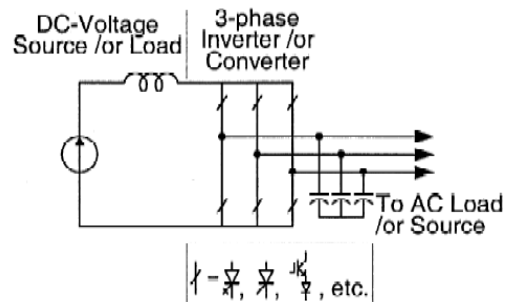 DC-Voltage
Source /or Load
3-phase
Inverter /or
Converter
To AC Load
/or Source
, etc.